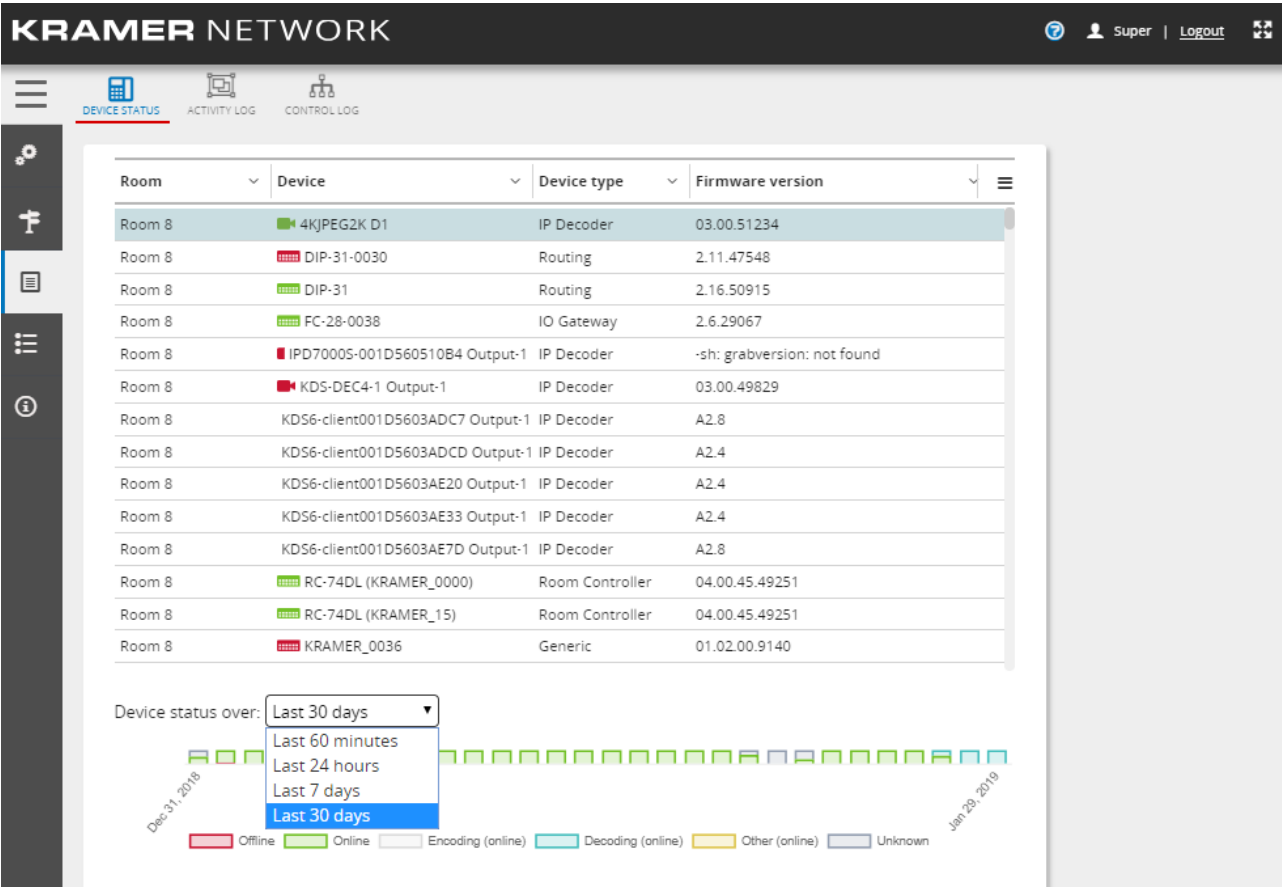 KRAMER NETWORK
Super | Logout
DEVICE STATUS ACTIVITY LOG CONTROL LOG
Room Device Device type Firmware version
Room 8 4KJPEG2K D1 IP Decoder 03.00.51234
Room 8 DIP-31-0030 Routing 2.11.47548
Room 8 DIP-31 Routing 2.16.50915
Room 8 FC-28-0038 IO Gateway 2.6.29067
Room 8 IPD7000S-001D560510B4 Output-1 IP Decoder -sh: grabversion: not found
Room 8 KDS-DEC4-1 Output-1 IP Decoder 03.00.49829
Room 8 KDS6-client001D5603ADC7 Output-1 IP Decoder A2.8
Room 8 KDS6-client001D5603ADCD Output-1 IP Decoder A2.4
Room 8 KDS6-client001D5603AE20 Output-1 IP Decoder A2.4
Room 8 KDS6-client001D5603AE33 Output-1 IP Decoder A2.4
Room 8 KDS6-client001D5603AE7D Output-1 IP Decoder A2.8
Room 8 RC-74DL (KRAMER_0000) Room Controller 04.00.45.49251
Room 8 RC-74DL (KRAMER_15) Room Controller 04.00.45.49251
Room 8 KRAMER_0036 Generic 01.02.00.9140
Device status over: Last 30 days
Last 60 minutes
Last 24 hours
Last 7 days
Last 30 days
Dec 31, 2018 Jan 29, 2019
Offline Online Encoding (online) Decoding (online) Other (online) Unknown